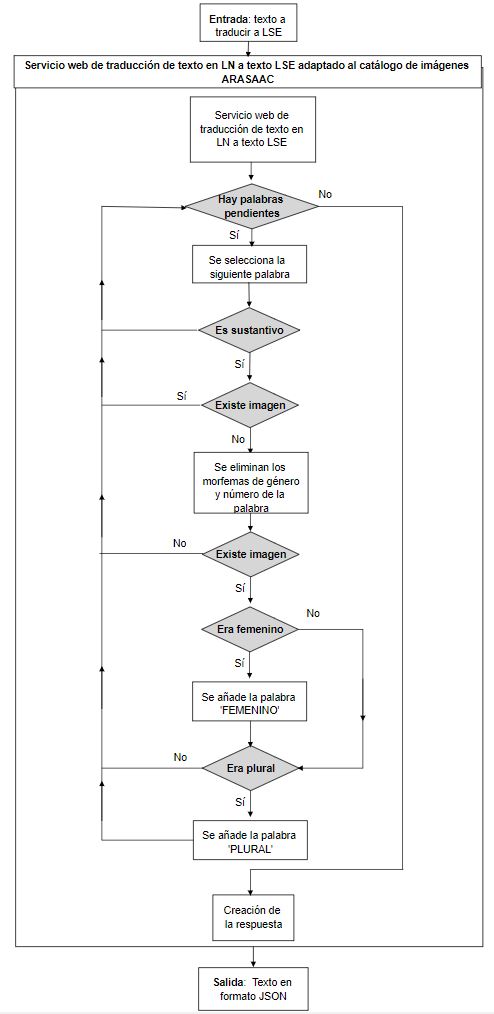 Entrada: texto a
traducir a LSE
Servicio web de traducción de texto en LN a texto LSE adaptado al catálogo de imágenes
ARASAAC
Servicio web de
traducción de texto en
LN a texto LSE
Hay palabras
pendientes
No
Sí
Se selecciona la
siguiente palabra
Es sustantivo
Sí
Sí
Existe imagen
No
Se eliminan los
morfemas de género
y número de la
palabra
No
Existe imagen
Sí
No
Era femenino
Sí
Se añade la palabra
'FEMENINO'
No
Era plural
Sí
Se añade la palabra
'PLURAL'
Creación de
la respuesta
Salida: Texto en
formato JSON